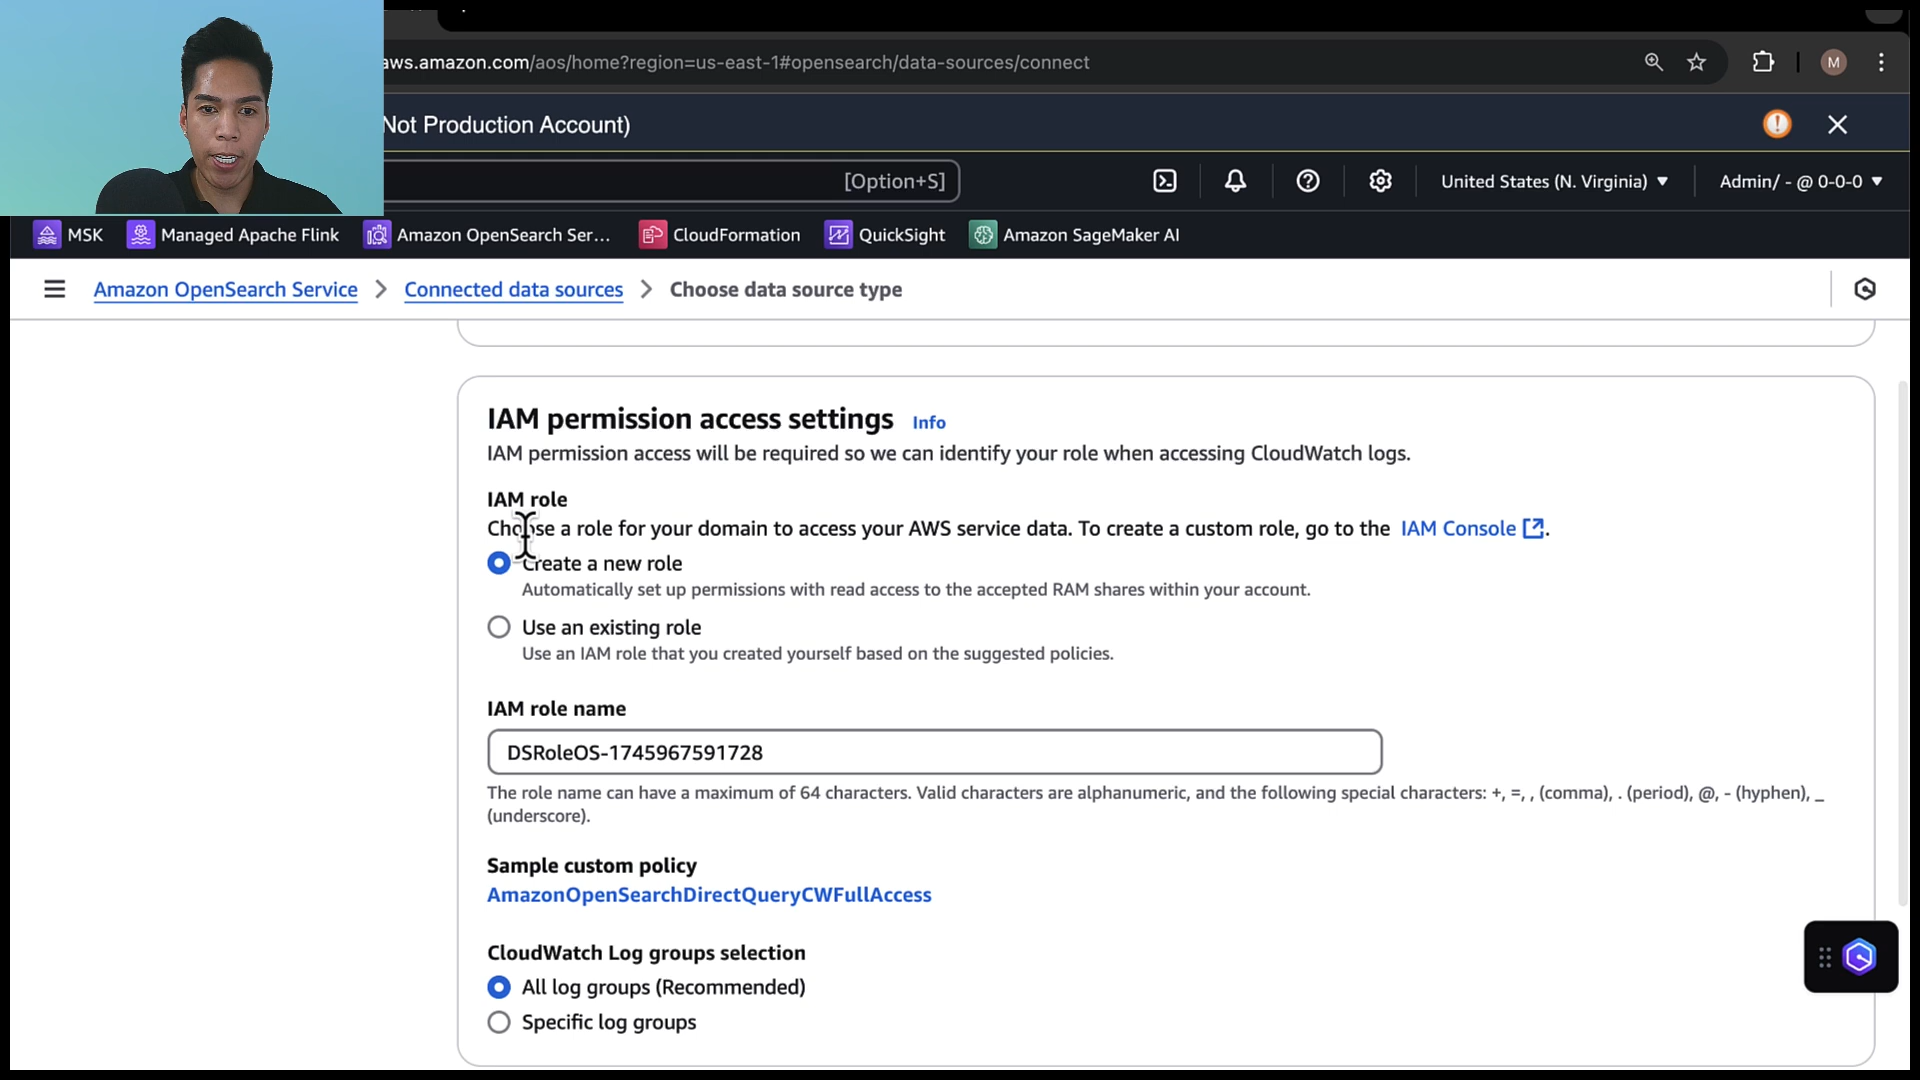 aws.amazon.com/aos/home?region=us-east-1#opensearch/data-sources/connect
M
Not Production Account)
[Option+S]
United States (N. Virginia)
Admin/ - @ 0-0-0
MSK
Managed Apache Flink
Amazon OpenSearch Ser...
CloudFormation
QuickSight
Amazon SageMaker AI
Amazon OpenSearch Service
Connected data sources
Choose data source type
IAM permission access settings Info
IAM permission access will be required so we can identify your role when accessing CloudWatch logs.
IAM role
Choose a role for your domain to access your AWS service data. To create a custom role, go to the IAM Console.
Create a new role
Automatically set up permissions with read access to the accepted RAM shares within your account.
Use an existing role
Use an IAM role that you created yourself based on the suggested policies.
IAM role name
DSRoleOS-1745967591728
The role name can have a maximum of 64 characters. Valid characters are alphanumeric, and the following special characters: +, =, , (comma), . (period), @, - (hyphen), _
(underscore).
Sample custom policy
AmazonOpenSearchDirectQueryCWFullAccess
CloudWatch Log groups selection
All log groups (Recommended)
Specific log groups